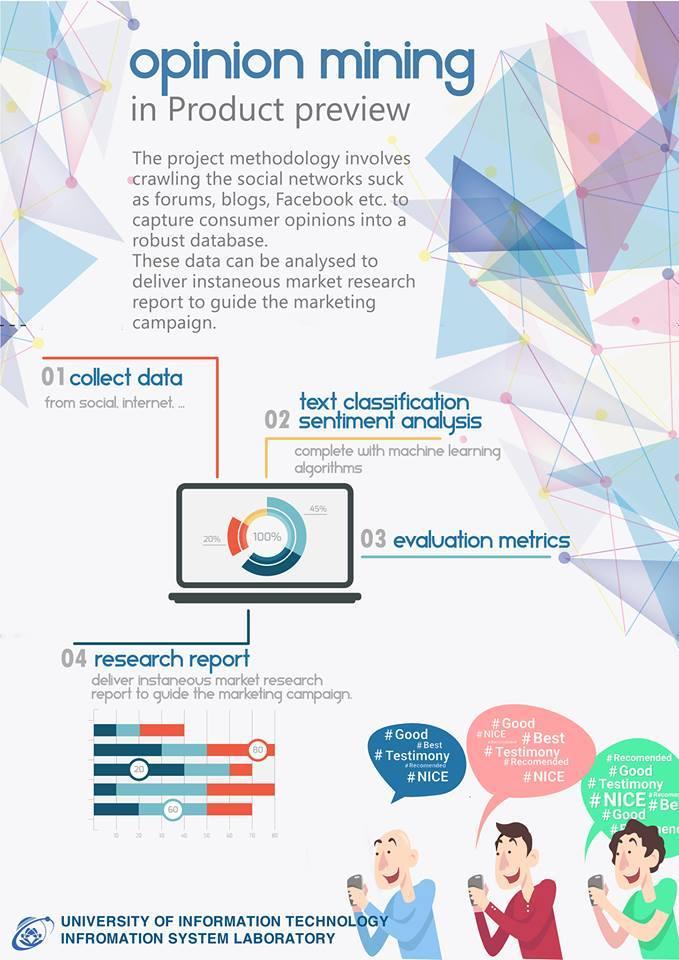 opinion mining
in Product preview
The project methodology involves
crawling the social networks suck
as forums, blogs, Facebook etc. to
capture consumer opinions into a
robust database.
These data can be analysed to
deliver instaneous market research
report to guide the marketing
campaign.
01 collect data
from social, internet, ...
02 text classification
sentiment analysis
complete with machine learning
algorithms
45%
20%
100%
03 evaluation metrics
04 research report
deliver instaneous market research
report to guide the marketing campaign.
80
20
60
10 20 30 40 50 60 70 80
# Good
# Best
# Testimony
# Recomended
# NICE
# Good
# NICE # Best
# Testimony
# Recomended
# NICE
# Recomended
# Good
# Testimony
# NICE # Be
# Good
UNIVERSITY OF INFORMATION TECHNOLOGY
INFROMATION SYSTEM LABORATORY